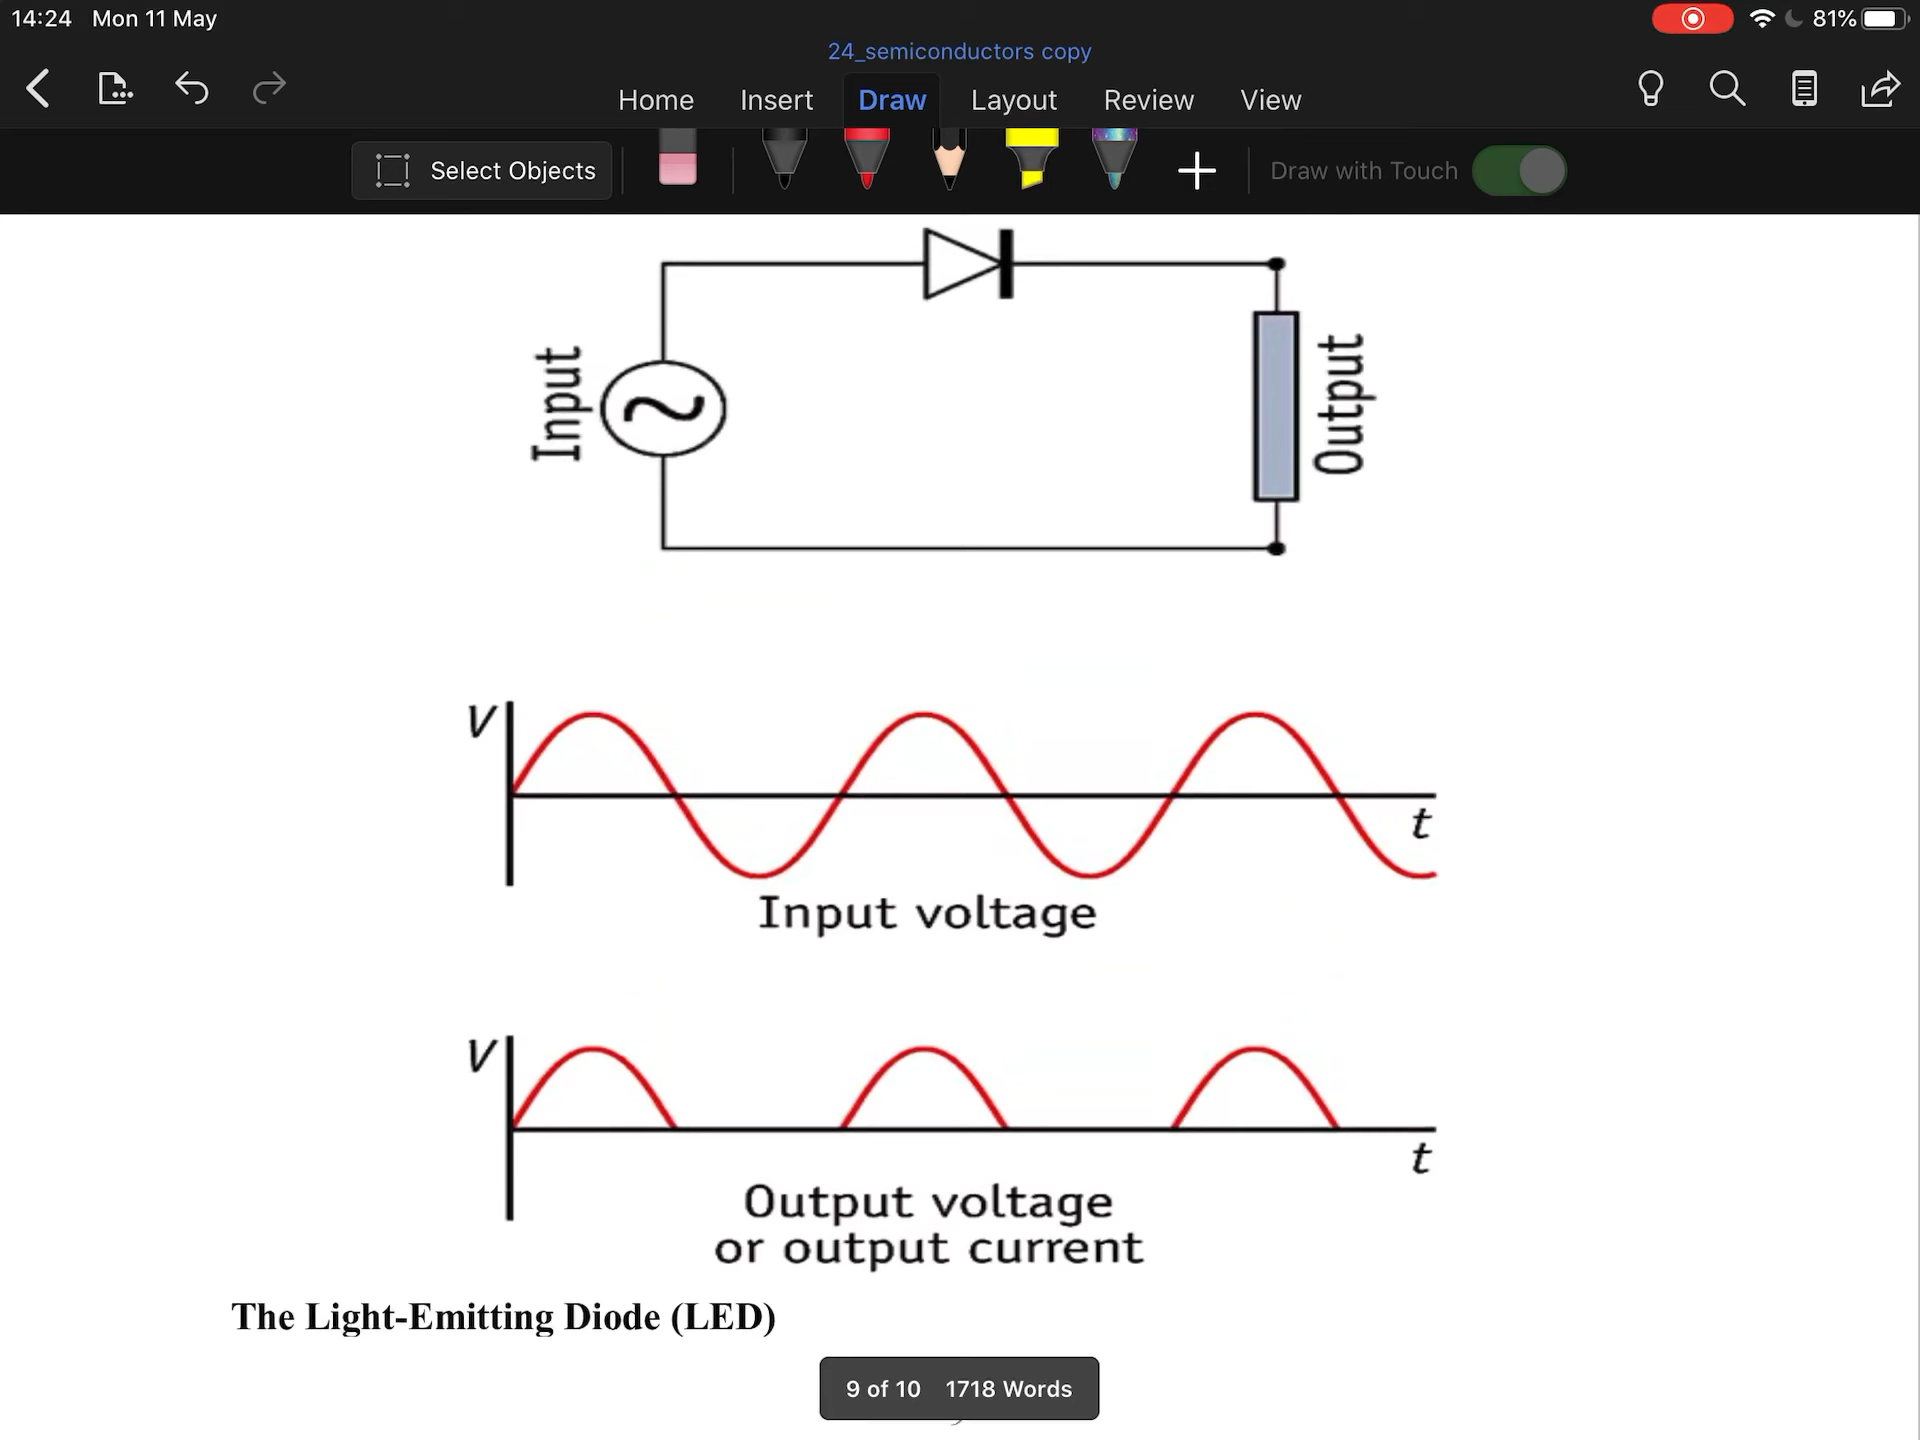 14:24 Mon 11 May
81%
24_semiconductors copy
Home Insert Draw Layout Review View
Select Objects
Draw with Touch
Input
Output
V
t
Input voltage
V
t
Output voltage
or output current
The Light-Emitting Diode (LED)
9 of 10 1718 Words